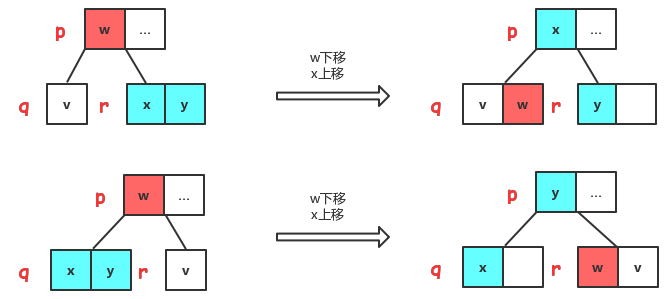 p w ... p x ...
w下移
x上移
q v r x y q v w r y
p w ... p y ...
w下移
x上移
q x y r v q x r w v